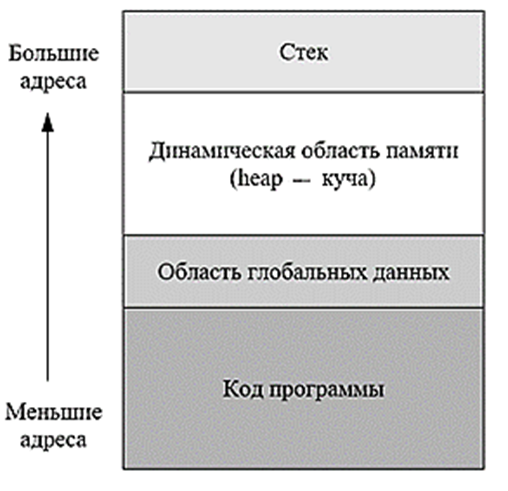 Большие
адреса
Стек
Динамическая область памяти
(heap — куча)
Область глобальных данных
Код программы
Меньшие
адреса